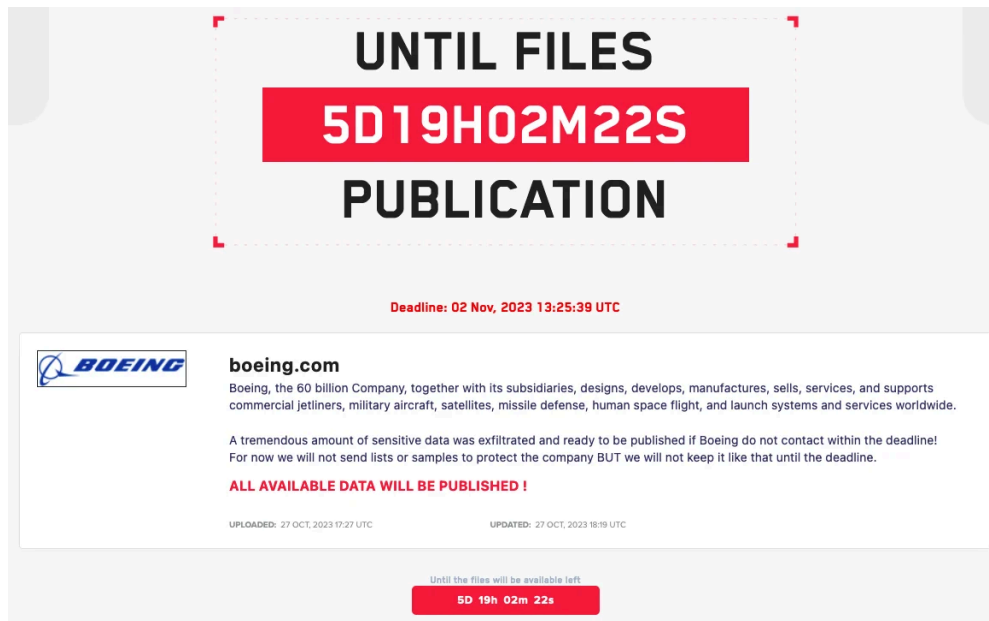 UNTIL FILES
5D19H02M22S
PUBLICATION
Deadline: 02 Nov, 2023 13:25:39 UTC
BOEING
boeing.com
Boeing, the 60 billion Company, together with its subsidiaries, designs, develops, manufactures, sells, services, and supports
commercial jetliners, military aircraft, satellites, missile defense, human space flight, and launch systems and services worldwide.
A tremendous amount of sensitive data was exfiltrated and ready to be published if Boeing do not contact within the deadline!
For now we will not send lists or samples to protect the company BUT we will not keep it like that until the deadline.
ALL AVAILABLE DATA WILL BE PUBLISHED !
UPLOADED: 27 OCT, 2023 17:27 UTC UPDATED: 27 OCT, 2023 18:19 UTC
Until the files will be available left
5D 19h 02m 22s